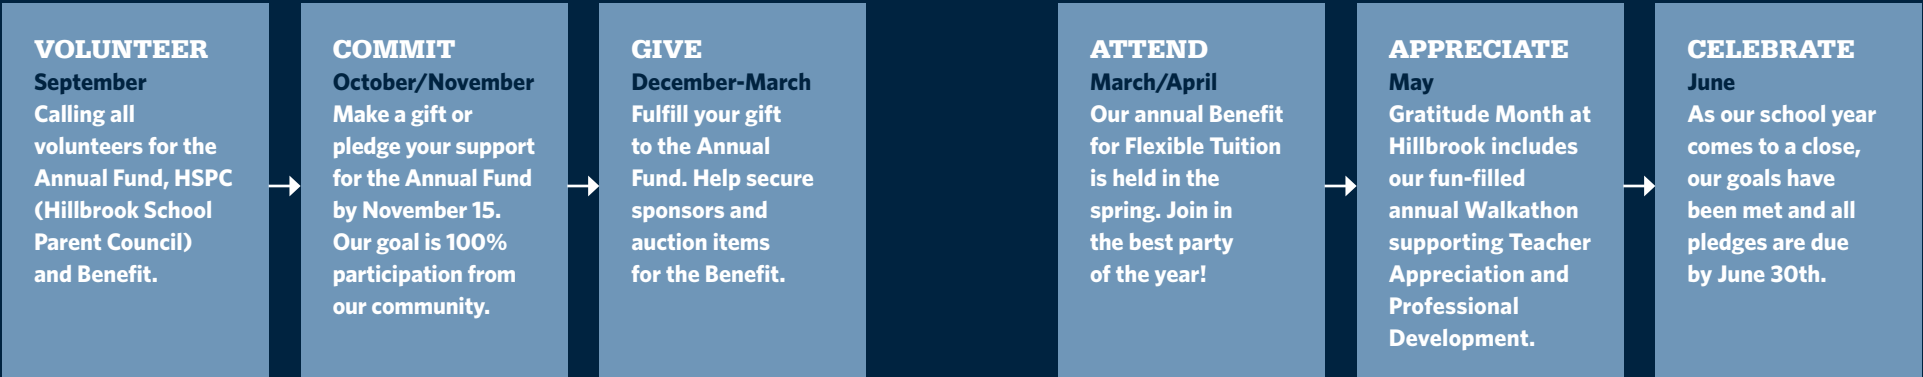 VOLUNTEER
September
Calling all
volunteers for the
Annual Fund, HSPC
(Hillbrook School
Parent Council)
and Benefit.
COMMIT
October/November
Make a gift or
pledge your support
for the Annual Fund
by November 15.
Our goal is 100%
participation from
our community.
GIVE
December-March
Fulfill your gift
to the Annual
Fund. Help secure
sponsors and
auction items
for the Benefit.
ATTEND
March/April
Our annual Benefit
for Flexible Tuition
is held in the
spring. Join in
the best party
of the year!
APPRECIATE
May
Gratitude Month at
Hillbrook includes
our fun-filled
annual Walkathon
supporting Teacher
Appreciation and
Professional
Development.
CELEBRATE
June
As our school year
comes to a close,
our goals have
been met and all
pledges are due
by June 30th.